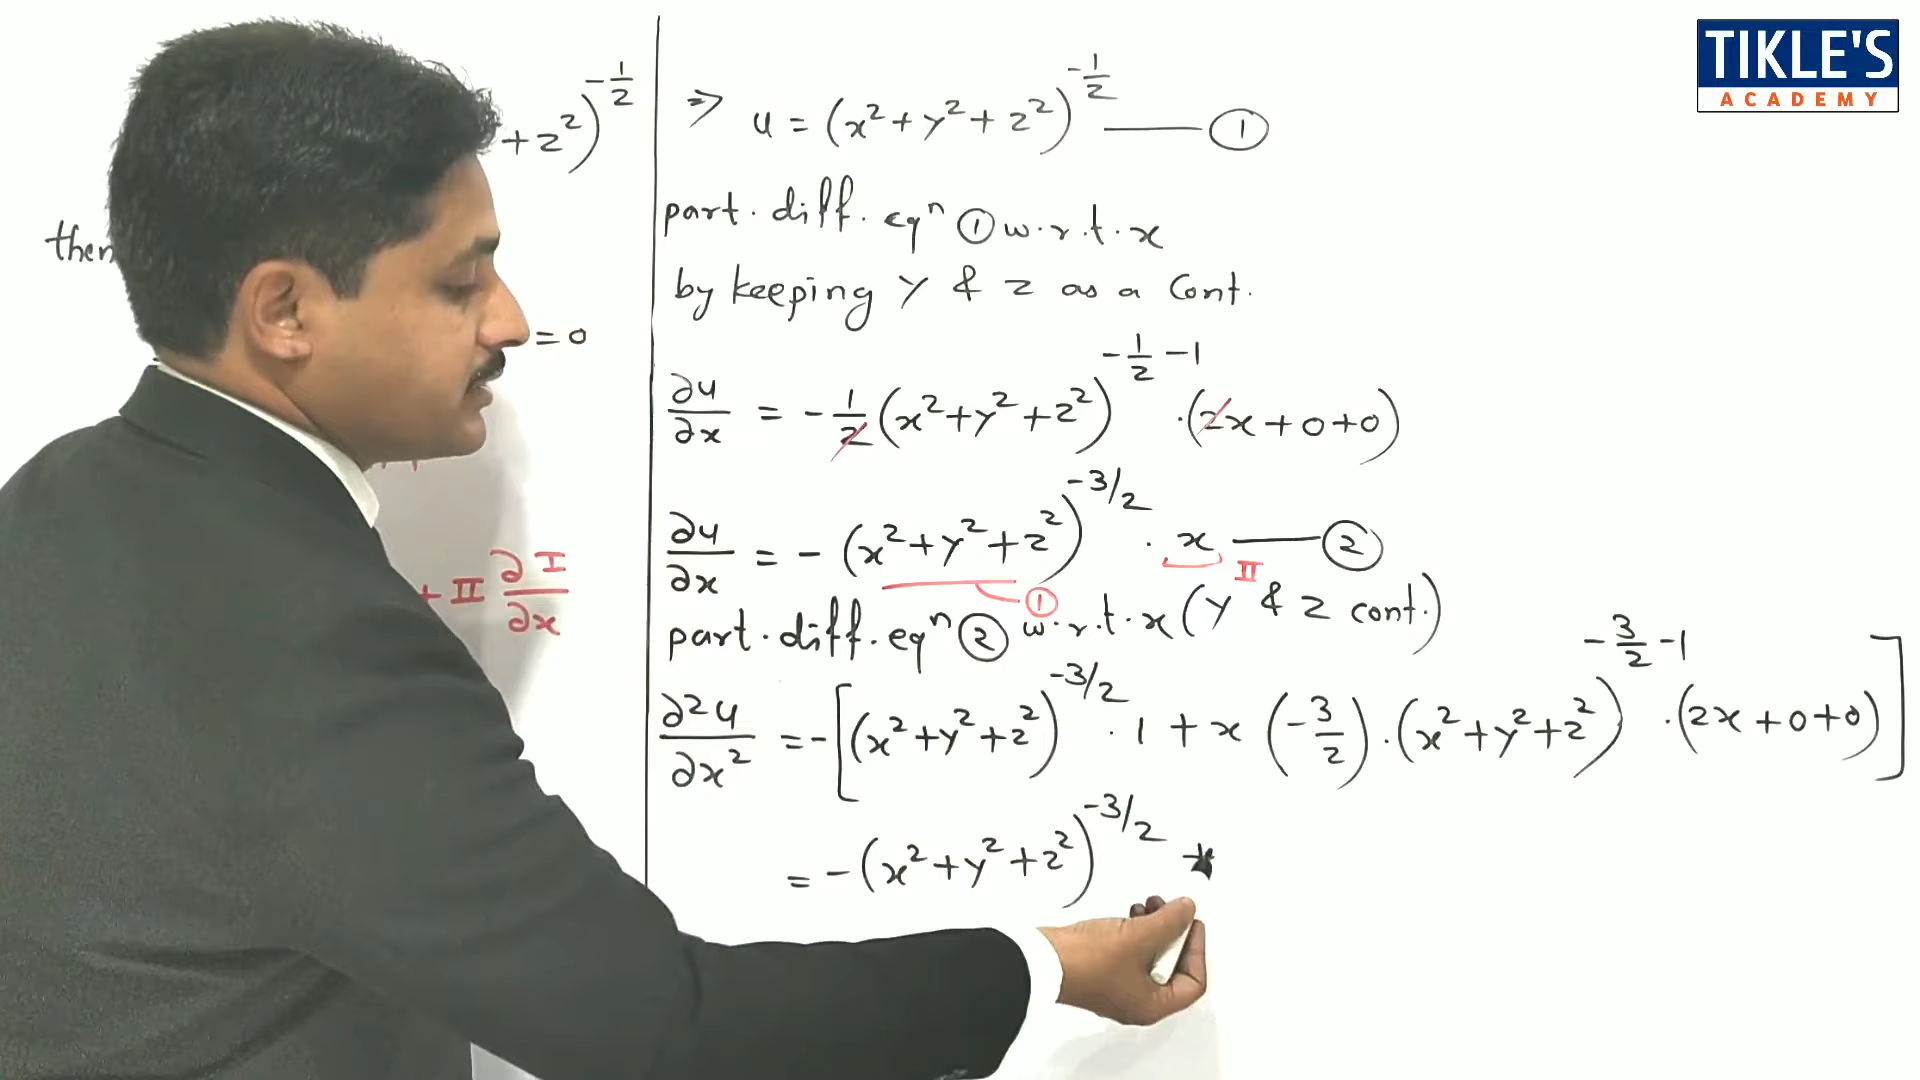 TIKLE'S
ACADEMY
+ z²)^(-1/2)
then
= 0
+ II ∂I/∂x
⇒ u = (x² + y² + z²)^(-1/2) —— ①
part. diff. eqⁿ ① w.r.t. x
by keeping y & z as a Cont.
∂u/∂x = - 1/2 (x² + y² + z²)^(-1/2 - 1) · (2x + 0 + 0)
∂u/∂x = - (x² + y² + z²)^(-3/2) · x —— ②
① II
part. diff. eqⁿ ② w.r.t. x (y & z cont.)
∂²u/∂x² = - [(x² + y² + z²)^(-3/2) · 1 + x (-3/2) · (x² + y² + z²)^(-3/2 - 1) · (2x + 0 + 0)]
= - (x² + y² + z²)^(-3/2) +